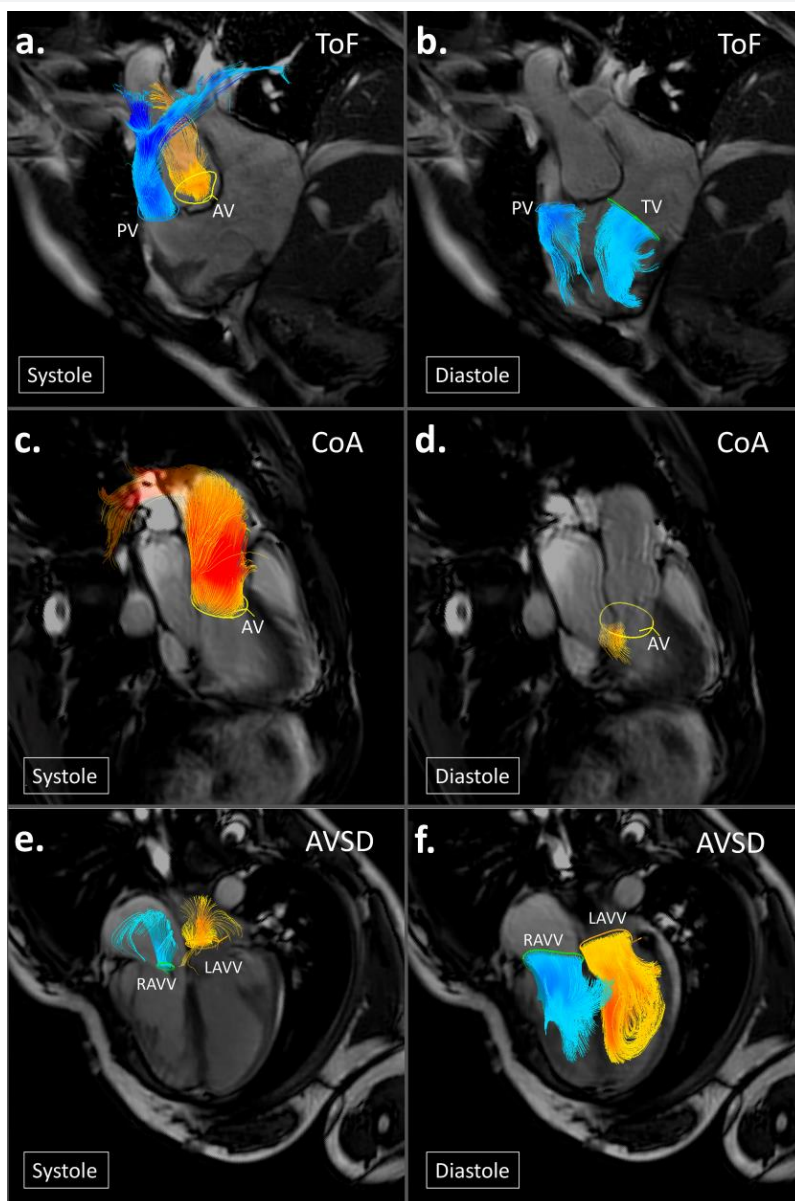 a. ToF
AV
PV
Systole
b. ToF
PV TV
Diastole
c. CoA
AV
Systole
d. CoA
AV
Diastole
e. AVSD
RAVV LAVV
Systole
f. AVSD
LAVV
RAVV
Diastole